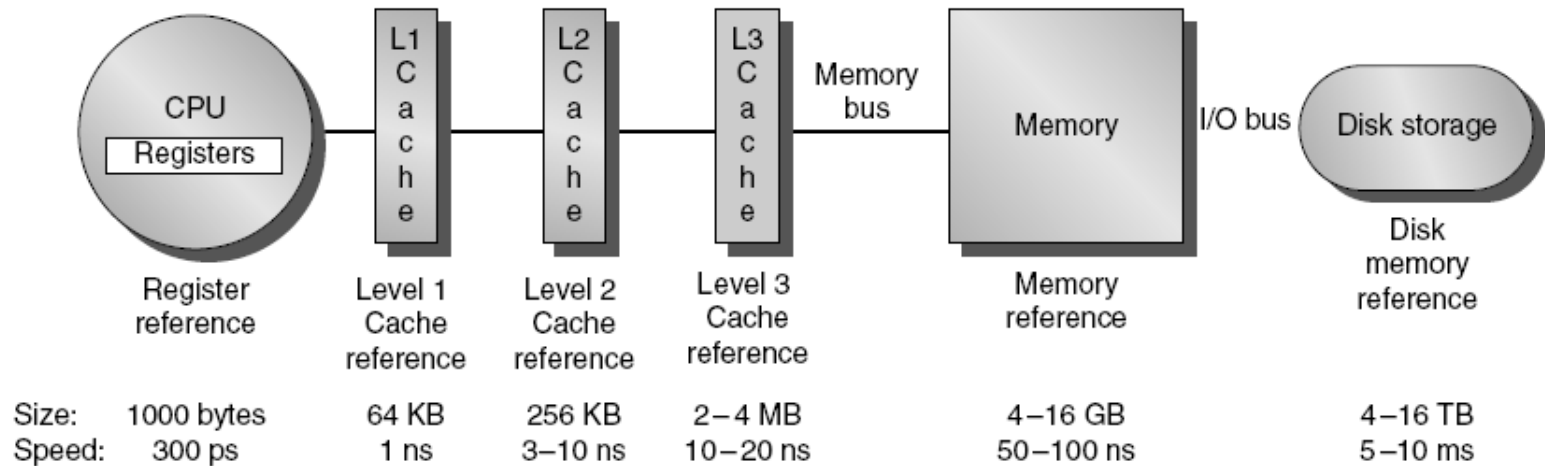 CPU
Registers
L1
C
a
c
h
e
L2
C
a
c
h
e
L3
C
a
c
h
e
Memory
bus
Memory
I/O bus
Disk storage
Register
reference
Level 1
Cache
reference
Level 2
Cache
reference
Level 3
Cache
reference
Memory
reference
Disk
memory
reference
Size: 1000 bytes 64 KB 256 KB 2–4 MB 4–16 GB 4–16 TB
Speed: 300 ps 1 ns 3–10 ns 10–20 ns 50–100 ns 5–10 ms